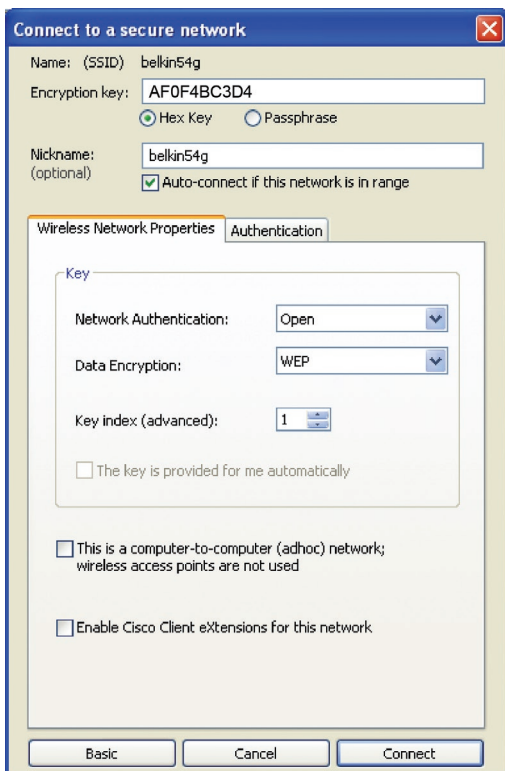 Connect to a secure network
Name: (SSID) belkin54g
Encryption key: AF0F4BC3D4
Hex Key Passphrase
Nickname: belkin54g
(optional)
Auto-connect if this network is in range
Wireless Network Properties Authentication
Key
Network Authentication: Open
Data Encryption: WEP
Key index (advanced): 1
The key is provided for me automatically
This is a computer-to-computer (adhoc) network;
wireless access points are not used
Enable Cisco Client eXtensions for this network
Basic Cancel Connect